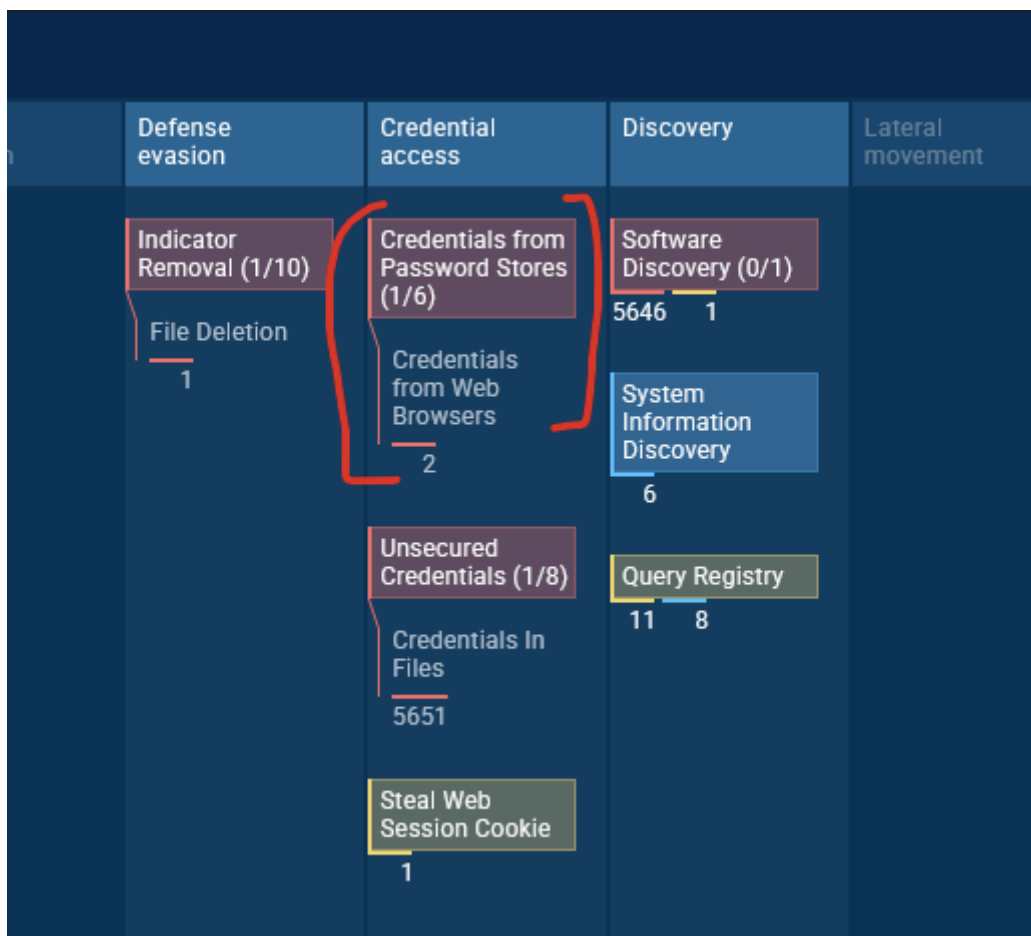 Defense
evasion
Credential
access
Discovery
Lateral
movement
Indicator
Removal (1/10)
File Deletion
1
Credentials from
Password Stores
(1/6)
Credentials
from Web
Browsers
2
Unsecured
Credentials (1/8)
Credentials In
Files
5651
Steal Web
Session Cookie
1
Software
Discovery (0/1)
5646 1
System
Information
Discovery
6
Query Registry
11 8